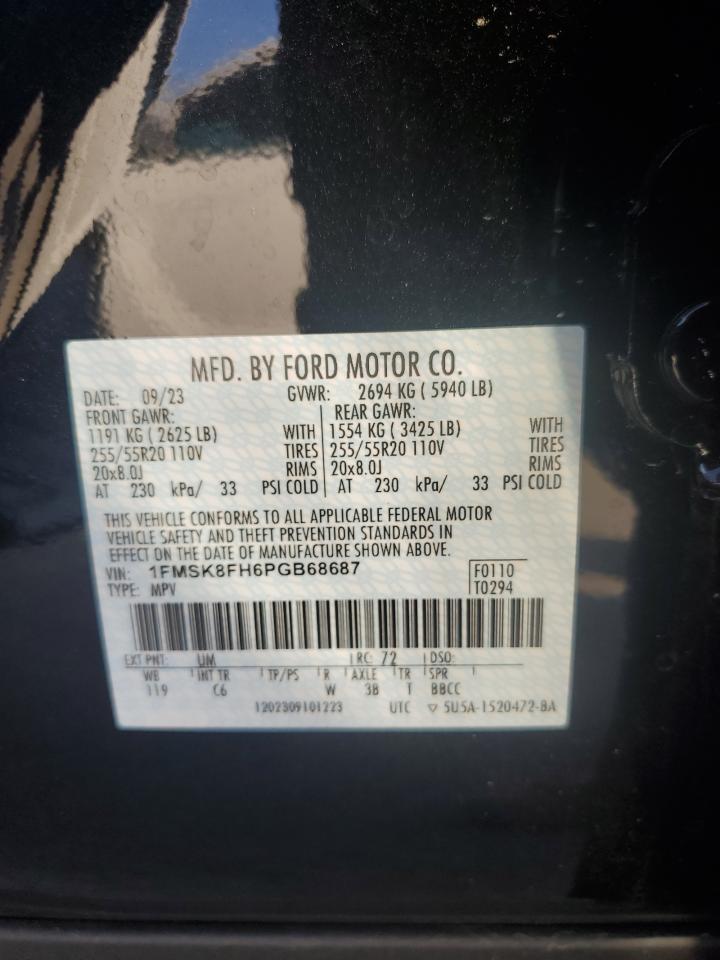 MFD. BY FORD MOTOR CO.
DATE: 09/23 GVWR: 2694 KG ( 5940 LB)
FRONT GAWR: REAR GAWR:
1191 KG ( 2625 LB) WITH 1554 KG ( 3425 LB) WITH
255/55R20 110V TIRES 255/55R20 110V TIRES
20x8.0J RIMS 20x8.0J RIMS
AT 230 kPa/ 33 PSI COLD AT 230 kPa/ 33 PSI COLD
THIS VEHICLE CONFORMS TO ALL APPLICABLE FEDERAL MOTOR
VEHICLE SAFETY AND THEFT PREVENTION STANDARDS IN
EFFECT ON THE DATE OF MANUFACTURE SHOWN ABOVE.
VIN: 1FMSK8FH6PGB68687 F0110
TYPE: MPV T0294
EXT PNT: UM RC: 72 DSO:
WB INT TR TP/PS R AXLE TR SPR
119 C6 W 3B T BBCC
1202309101223 UTC ▽ 5U5A-1520472-BA